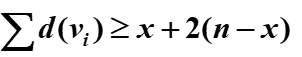 ∑d(vᵢ) ≥ x + 2(n − x)